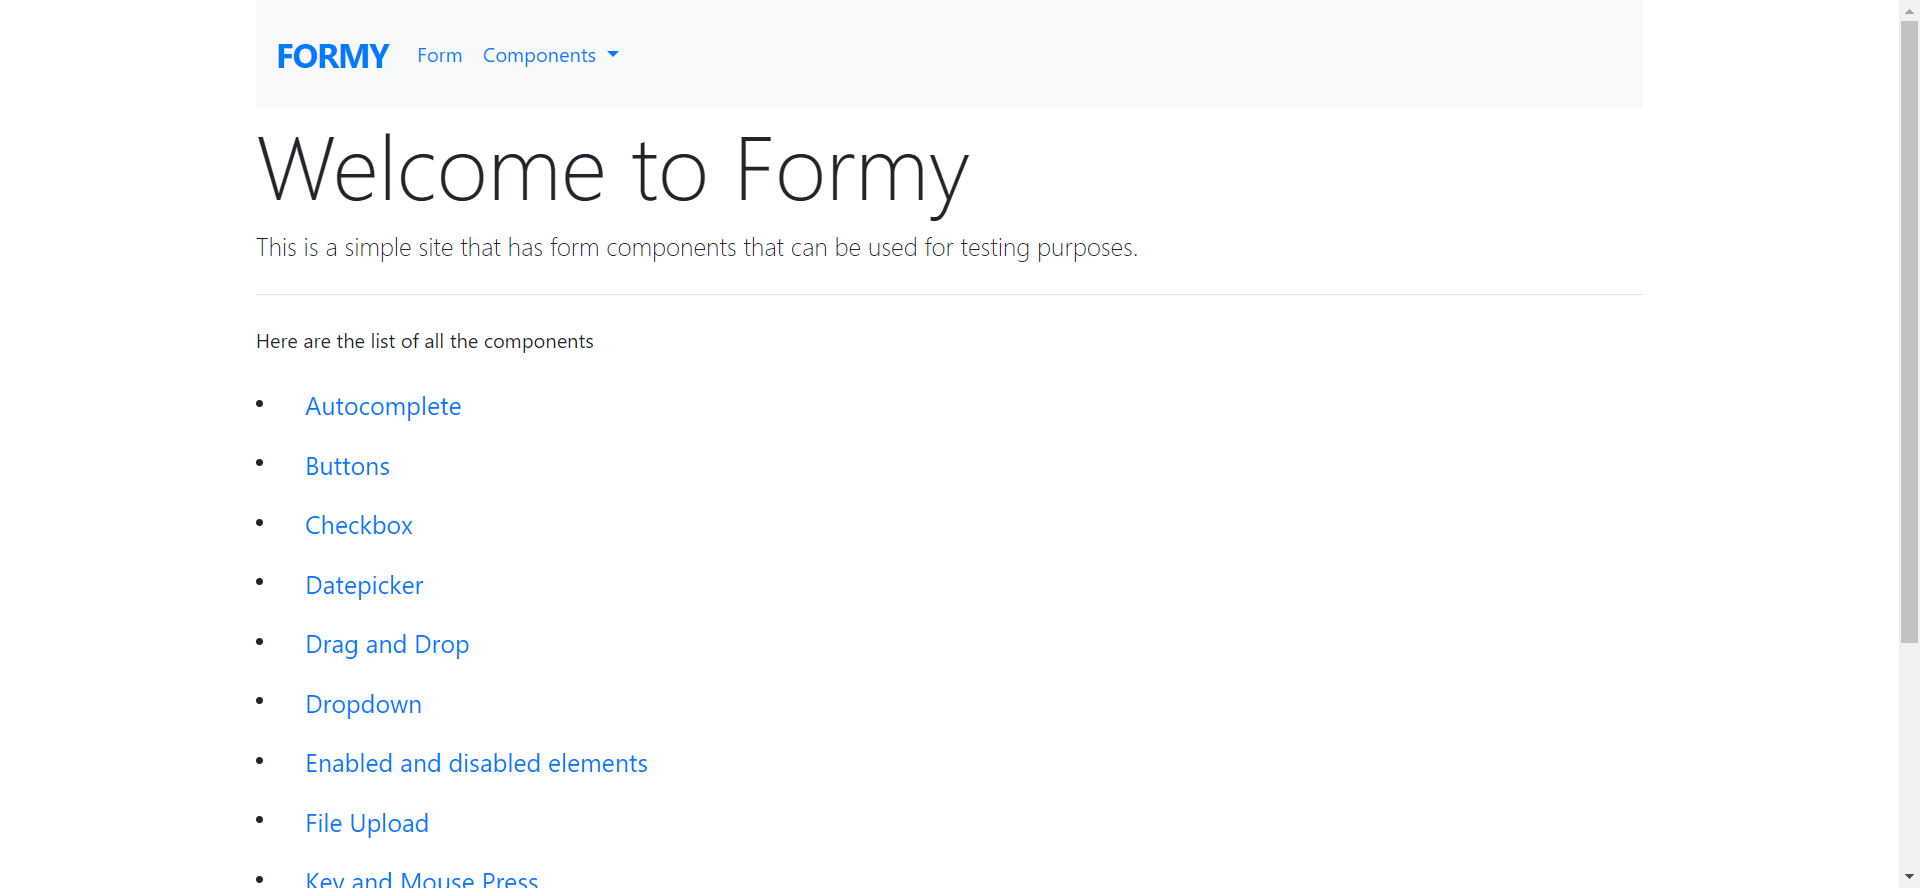 FORMY Form Components
Welcome to Formy
This is a simple site that has form components that can be used for testing purposes.
Here are the list of all the components
• Autocomplete
• Buttons
• Checkbox
• Datepicker
• Drag and Drop
• Dropdown
• Enabled and disabled elements
• File Upload
• Key and Mouse Press